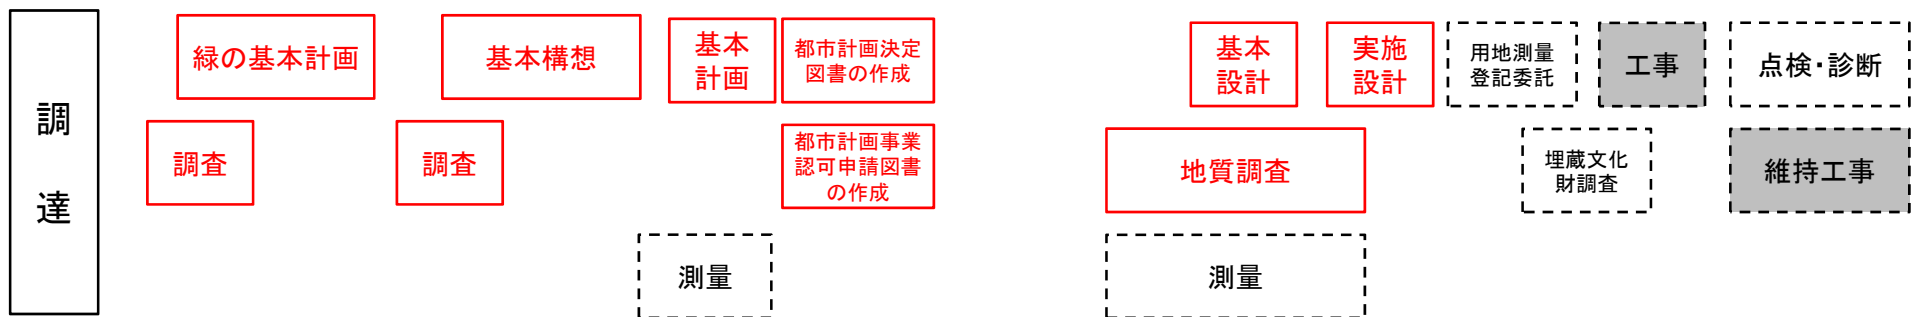 調
達
緑の基本計画
基本構想
基本
計画
都市計画決定
図書の作成
基本
設計
実施
設計
用地測量
登記委託
工事
点検・診断
調査
調査
都市計画事業
認可申請図書
の作成
地質調査
埋蔵文化
財調査
維持工事
測量
測量